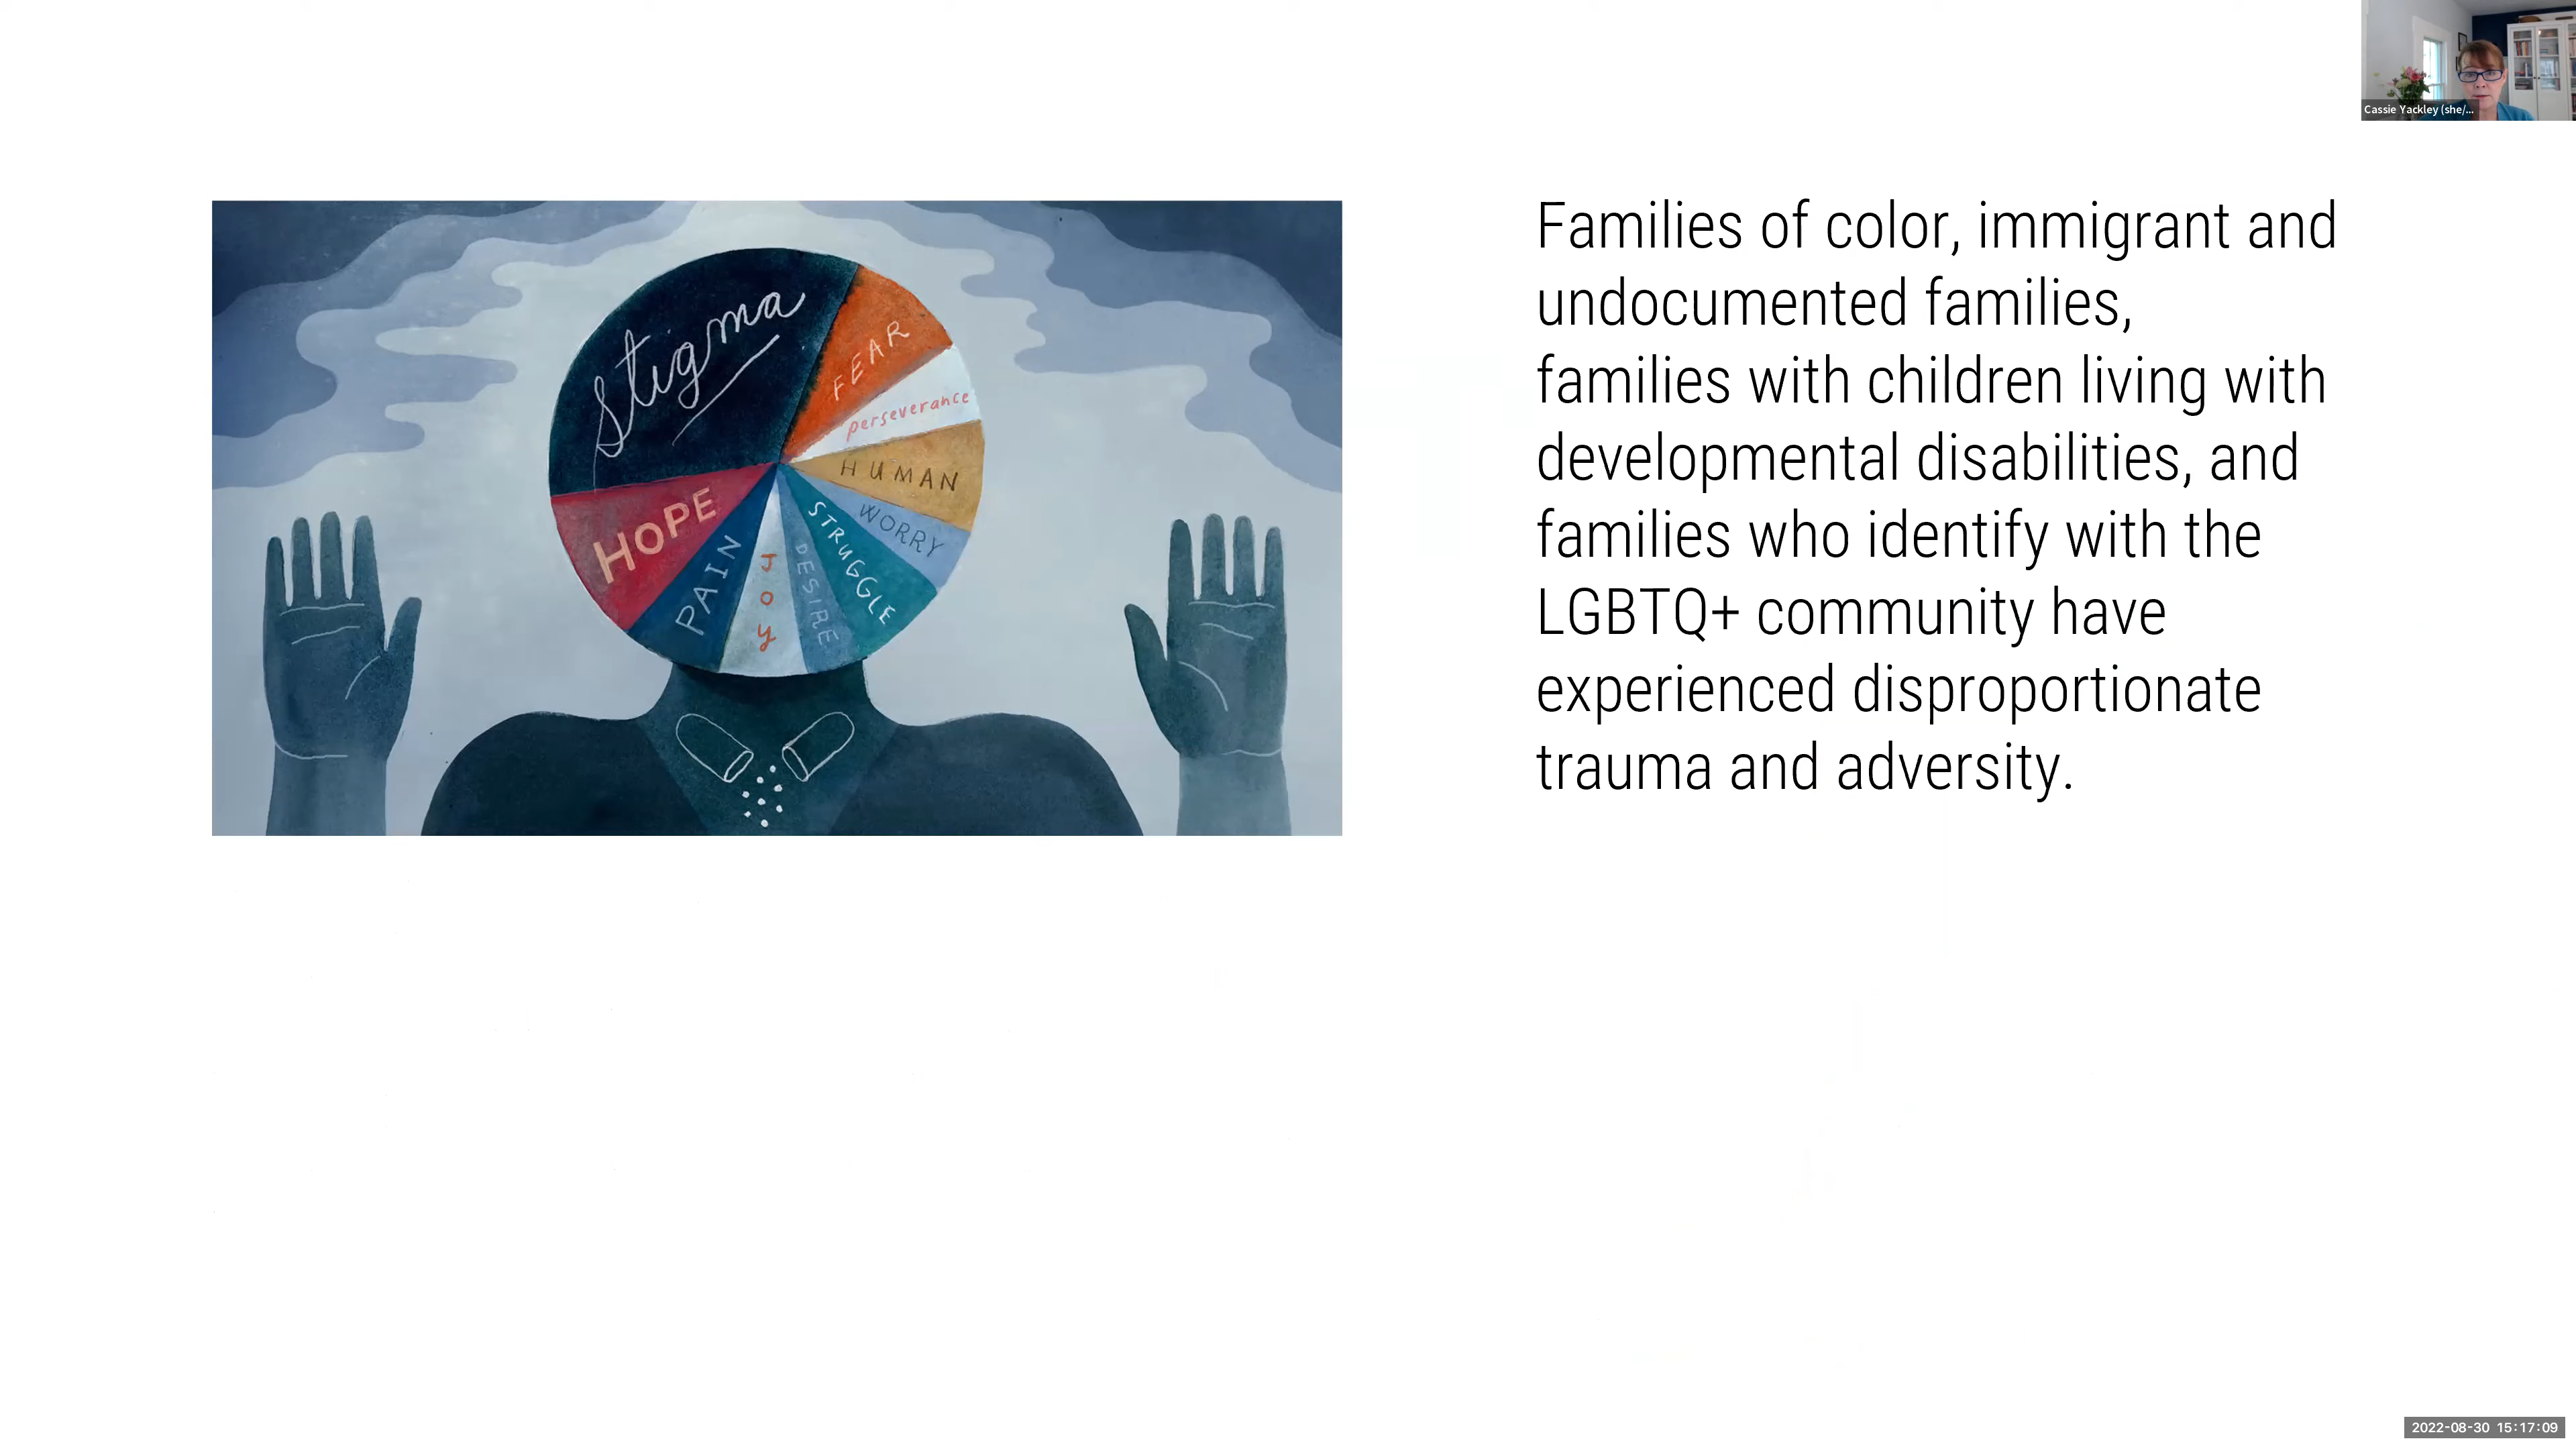 Cassie Yackley (she/...
Families of color, immigrant and
undocumented families,
families with children living with
developmental disabilities, and
families who identify with the
LGBTQ+ community have
experienced disproportionate
trauma and adversity.
stigma
FEAR
perseverance
HUMAN
WORRY
STRUGGLE
DESIRE
JOY
PAIN
HOPE
2022-08-30 15:17:09